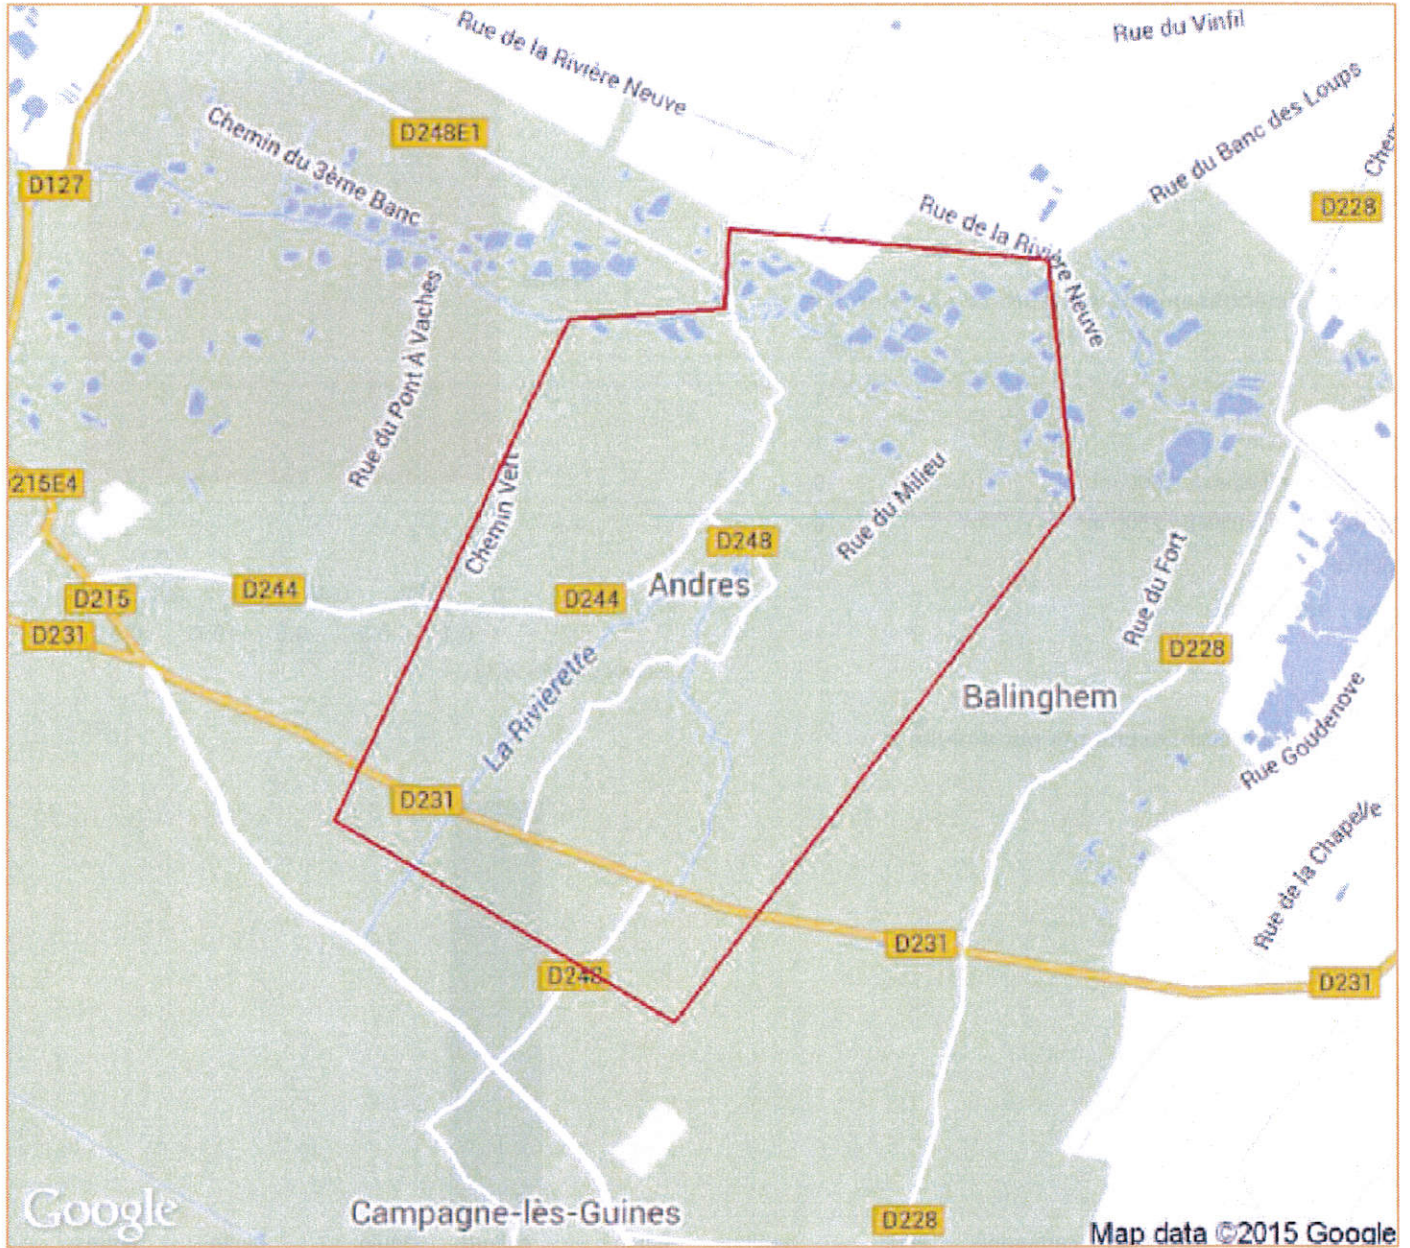 Rue du Vinfil
Rue de la Rivière Neuve
Rue du Banc des Loups
D248E1
Chemin du 3ème Banc
D127
D228
Rue de la Rivière Neuve
Rue du Pont À Vaches
215E4
Chemin Vert
Rue du Milieu
D248
Rue du Fort
D244
D244
Andres
D215
D231
D228
La Rivièrette
Balinghem
Rue Goudenove
D231
Rue de la Chapelle
D231
D248
D231
Campagne-lès-Guines
D228
Google
Map data ©2015 Google